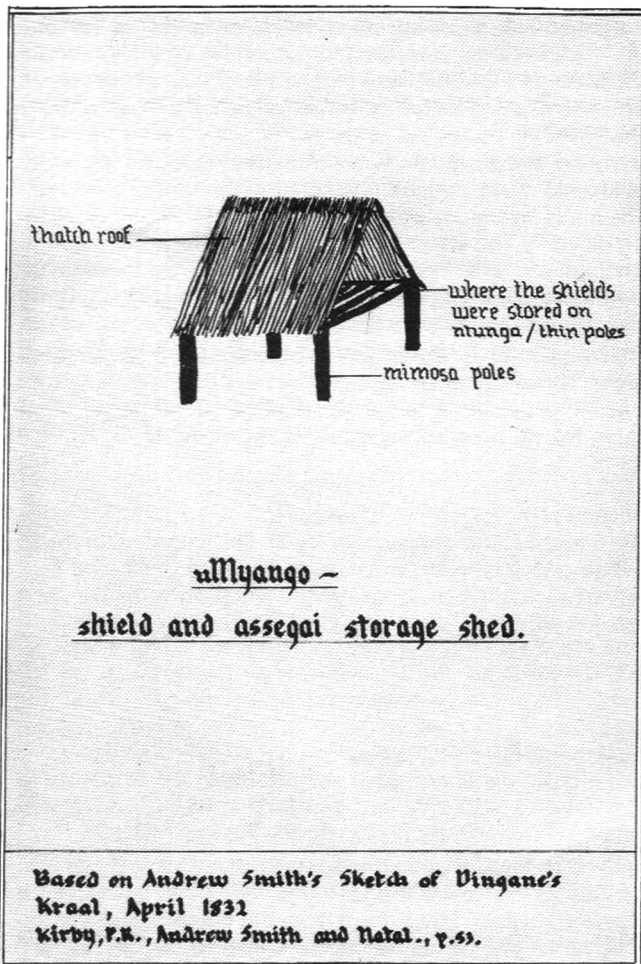 thatch roof
where the shields
were stored on
ntunga / thin poles
mimosa poles
uMyango –
shield and assegai storage shed.
Based on Andrew Smith's Sketch of Dingane's
Kraal, April 1832
Kirby, P.R., Andrew Smith and Natal., p.53.